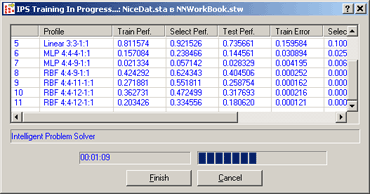 IPS Training In Progress...: NiceDat.sta в NNWorkBook.stw
Profile Train Perf. Select Perf. Test Perf. Train Error Selec
5 Linear 3:3-1:1 0.811574 0.921526 0.735661 0.159584 0.100
6 MLP 4:4-4-1:1 0.157084 0.238466 0.144561 0.030894 0.025
7 MLP 4:4-9-1:1 0.021334 0.057142 0.028325 0.004219 0.006
8 RBF 4:4-9-1:1 0.424292 0.624343 0.404506 0.000252 0.000
9 RBF 4:4-11-1:1 0.271881 0.551811 0.258754 0.000162 0.000
10 RBF 4:4-12-1:1 0.362731 0.472499 0.317693 0.000216 0.000
11 RBF 4:4-12-1:1 0.203426 0.334556 0.180620 0.000121 0.000
Intelligent Problem Solver
00:01:09
Finish Cancel